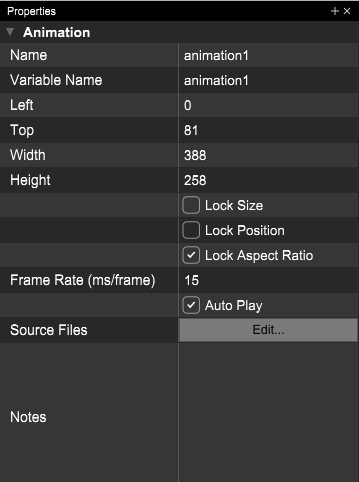 Properties
Animation
Name animation1
Variable Name animation1
Left 0
Top 81
Width 388
Height 258
Lock Size
Lock Position
Lock Aspect Ratio
Frame Rate (ms/frame) 15
Auto Play
Source Files Edit...
Notes